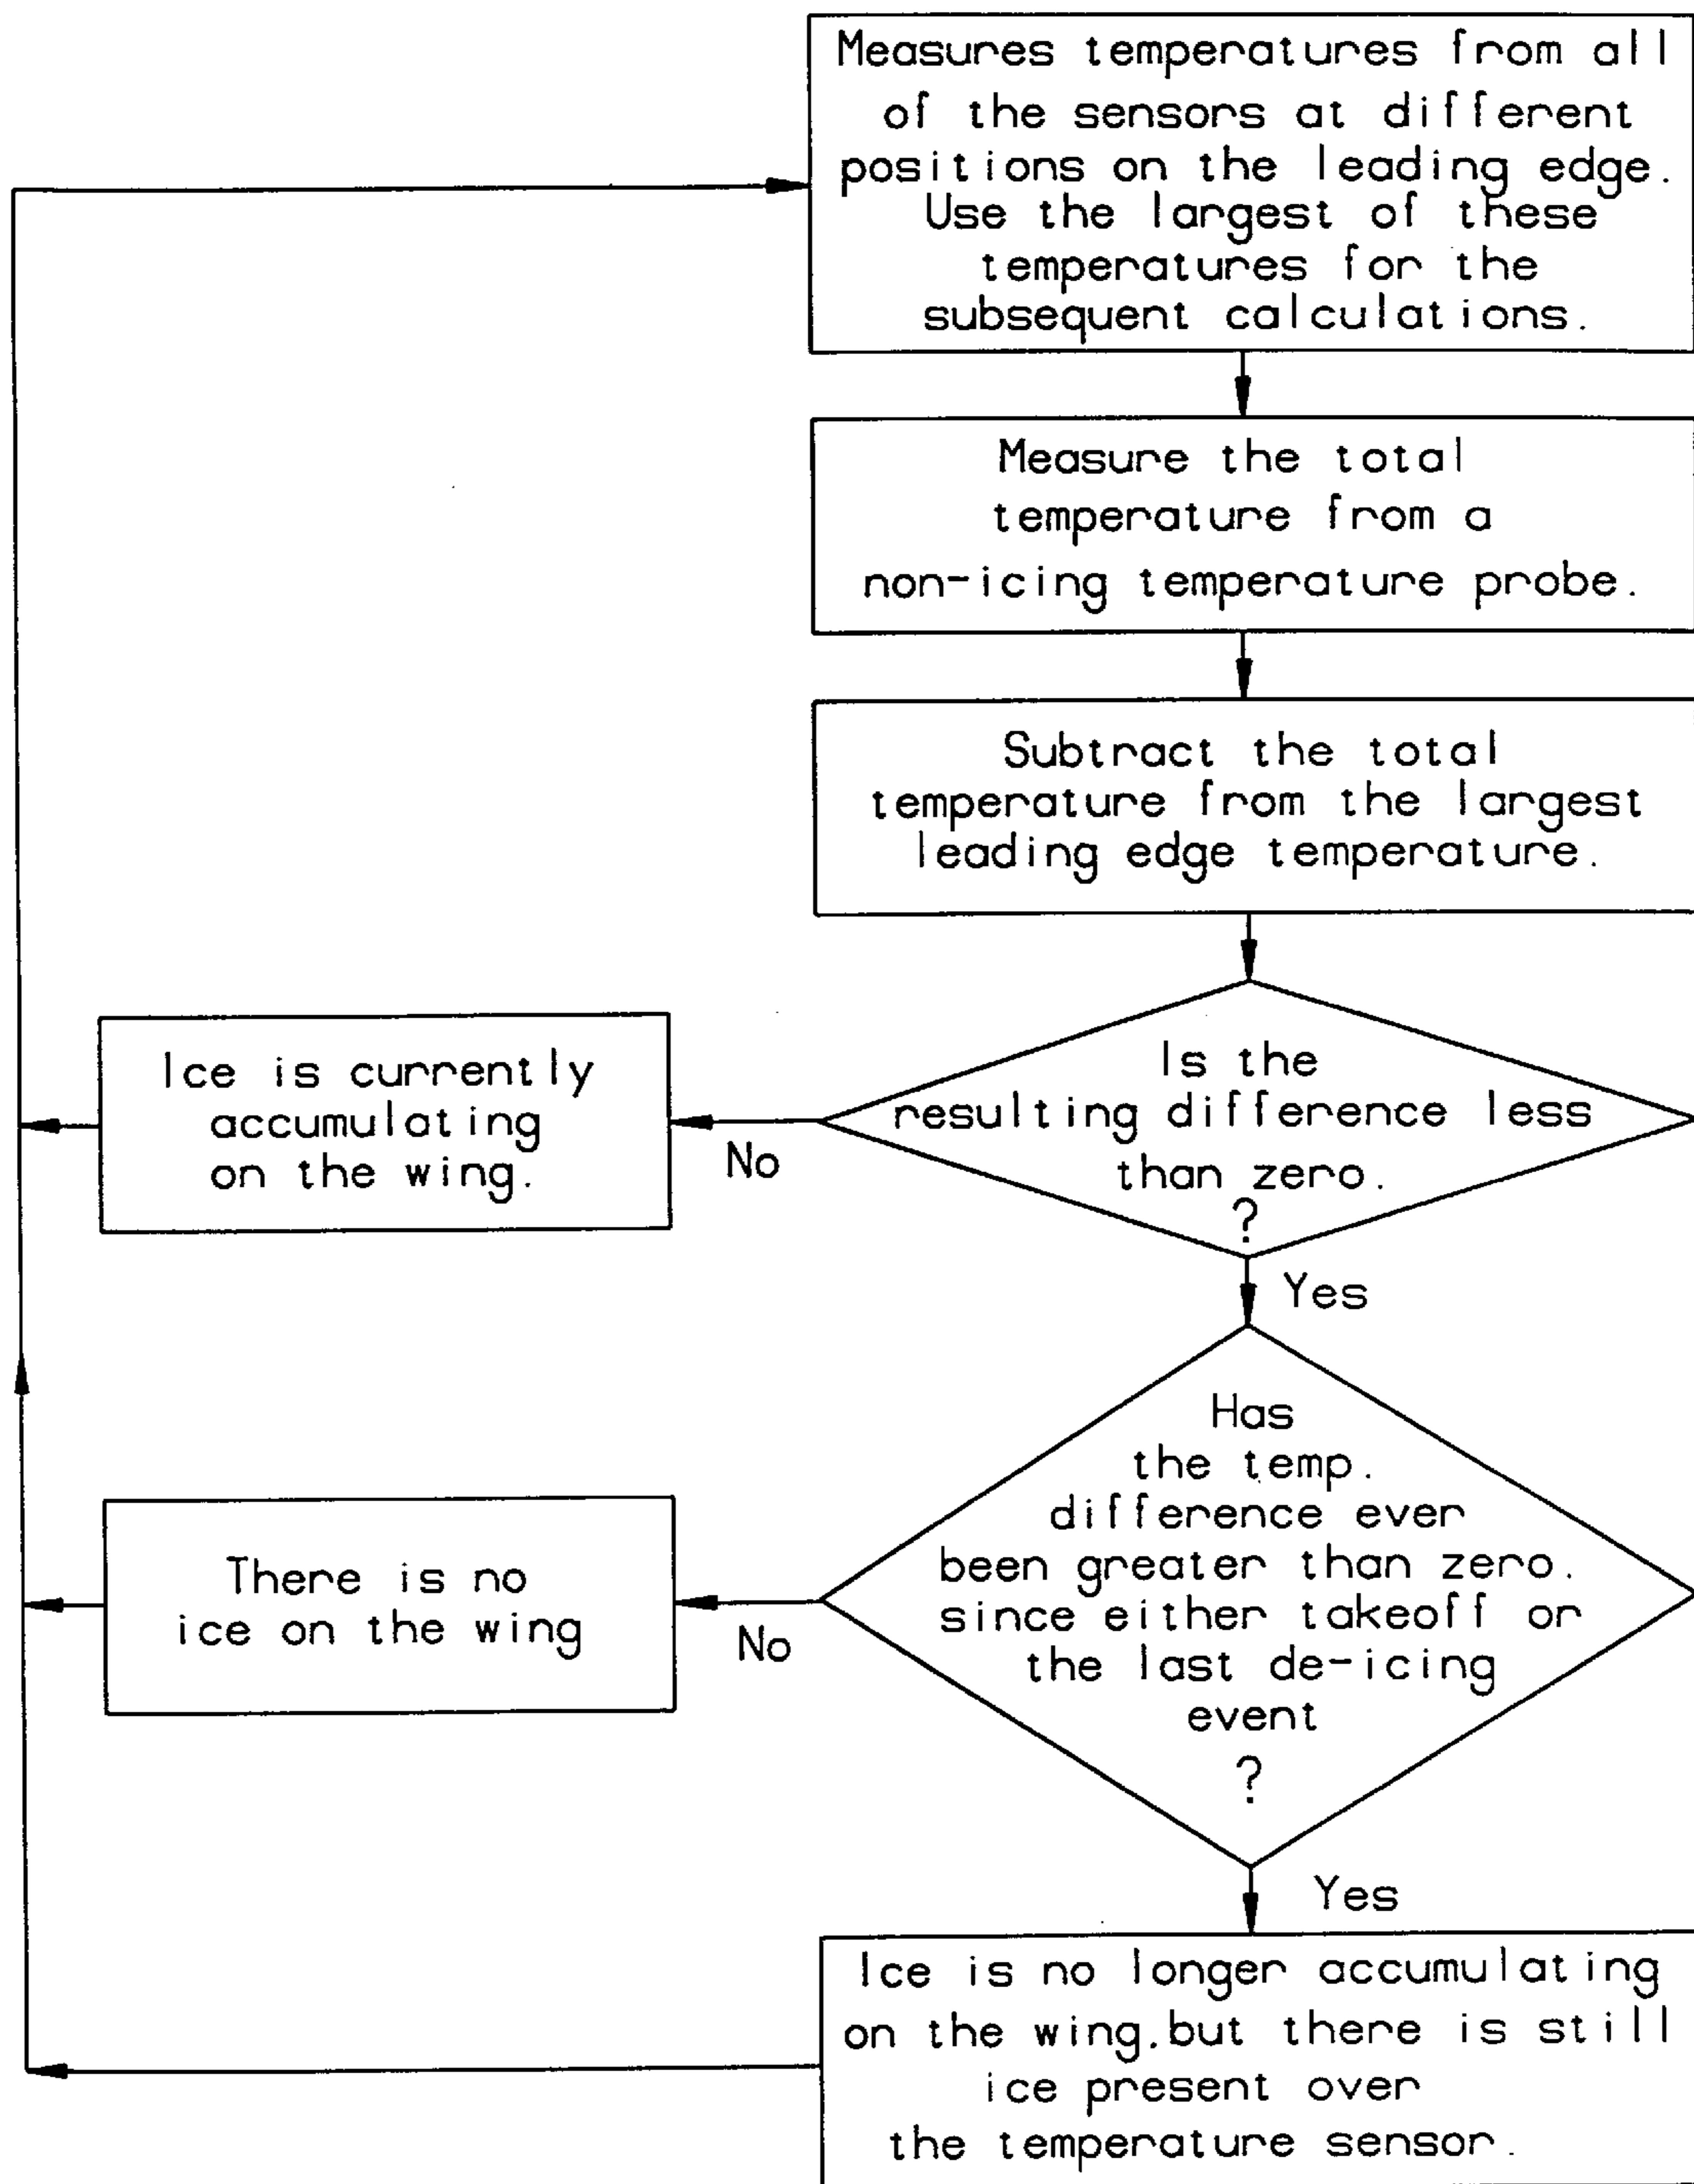 Measures temperatures from all
of the sensors at different
positions on the leading edge.
Use the largest of these
temperatures for the
subsequent calculations.
Measure the total
temperature from a
non-icing temperature probe.
Subtract the total
temperature from the largest
leading edge temperature.
Is the
resulting difference less
than zero.
?
No
Ice is currently
accumulating
on the wing.
Yes
Has
the temp.
difference ever
been greater than zero.
since either takeoff or
the last de-icing
event
?
No
There is no
ice on the wing
Yes
Ice is no longer accumulating
on the wing.but there is still
ice present over
the temperature sensor.